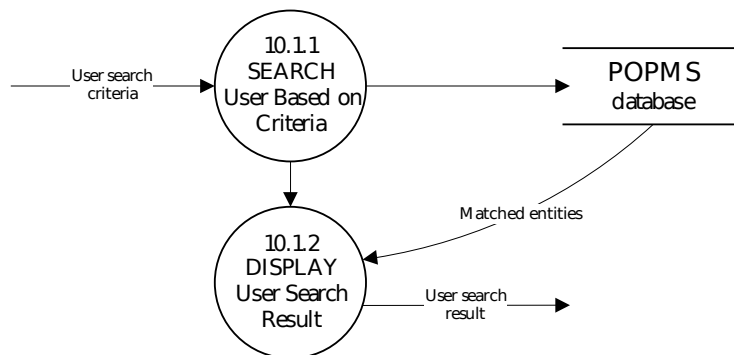 User search
criteria
10.1.1
SEARCH
User Based on
Criteria
POPMS
database
Matched entities
10.1.2
DISPLAY
User Search
Result
User search
result